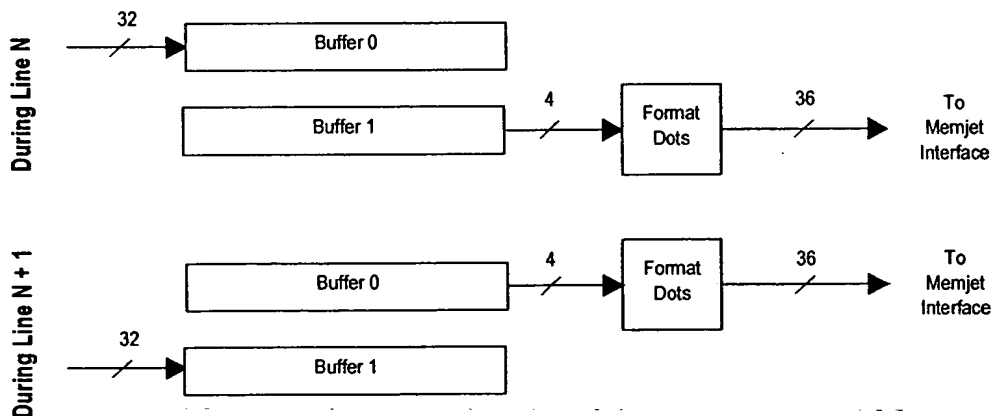 During Line N
32
Buffer 0
Buffer 1
4
Format
Dots
36
To
Memjet
Interface
During Line N + 1
Buffer 0
4
Format
Dots
36
To
Memjet
Interface
32
Buffer 1